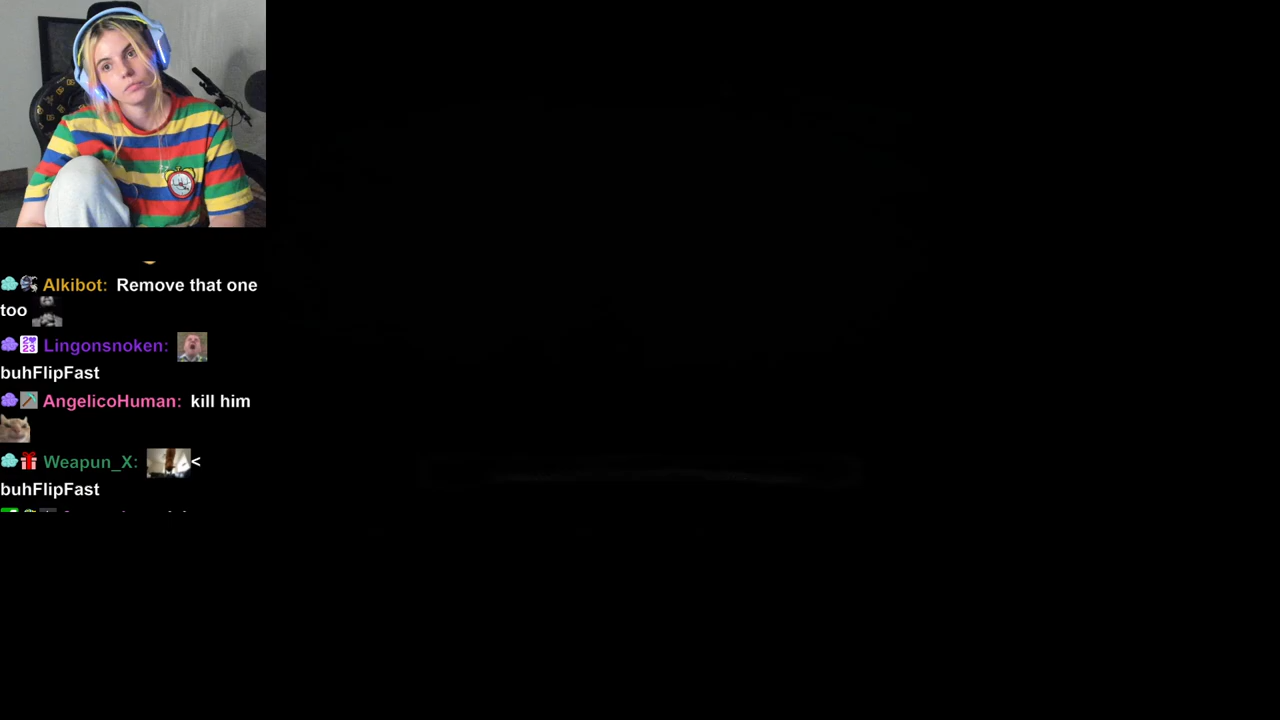 Alkibot: Remove that one
too
Lingonsnoken:
buhFlipFast
AngelicoHuman: kill him
Weapun_X: <
buhFlipFast